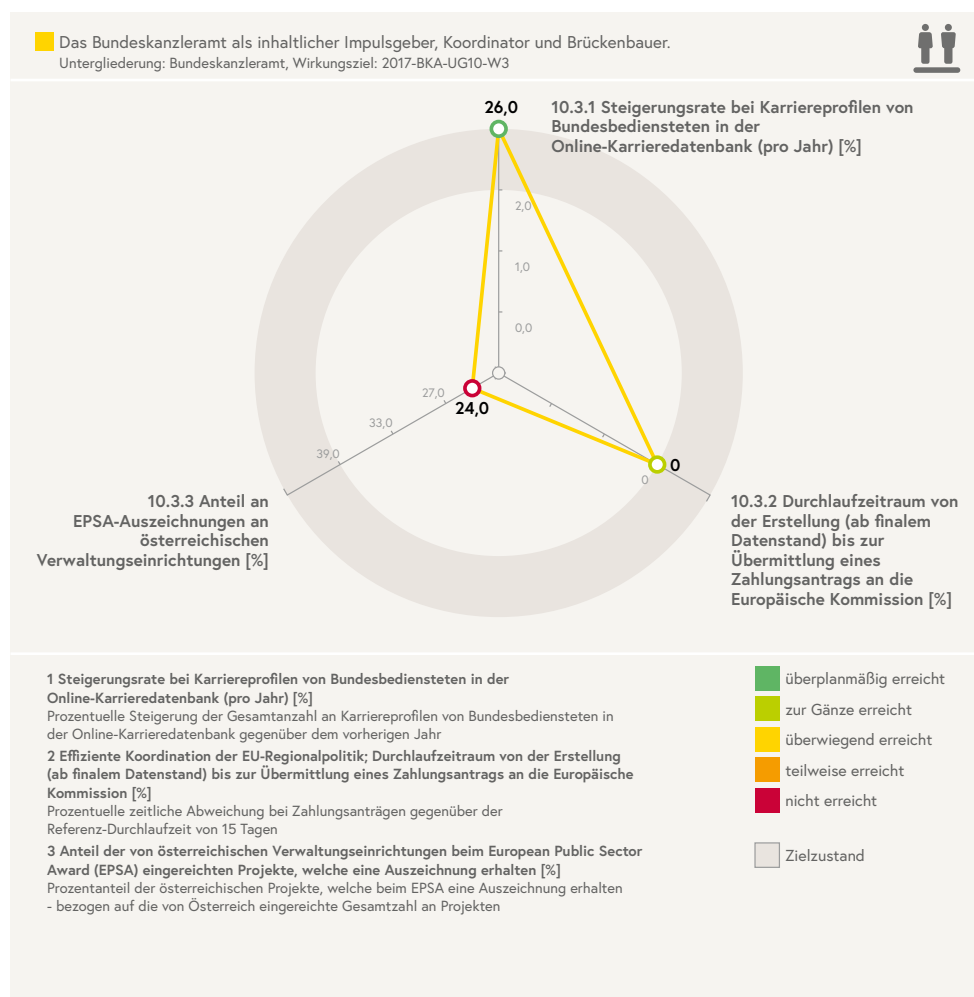 Das Bundeskanzleramt als inhaltlicher Impulsgeber, Koordinator und Brückenbauer.
Untergliederung: Bundeskanzleramt, Wirkungsziel: 2017-BKA-UG10-W3
26,0
10.3.1 Steigerungsrate bei Karriereprofilen von
Bundesbediensteten in der
Online-Karrieredatenbank (pro Jahr) [%]
2,0
1,0
0,0
27,0
24,0
33,0
39,0
0
0
10.3.3 Anteil an
EPSA-Auszeichnungen an
österreichischen
Verwaltungseinrichtungen [%]
10.3.2 Durchlaufzeitraum von
der Erstellung (ab finalem
Datenstand) bis zur
Übermittlung eines
Zahlungsantrags an die
Europäische Kommission [%]
1 Steigerungsrate bei Karriereprofilen von Bundesbediensteten in der
Online-Karrieredatenbank (pro Jahr) [%]
Prozentuelle Steigerung der Gesamtanzahl an Karriereprofilen von Bundesbediensteten in
der Online-Karrieredatenbank gegenüber dem vorherigen Jahr
2 Effiziente Koordination der EU-Regionalpolitik; Durchlaufzeitraum von der Erstellung
(ab finalem Datenstand) bis zur Übermittlung eines Zahlungsantrags an die Europäische
Kommission [%]
Prozentuelle zeitliche Abweichung bei Zahlungsanträgen gegenüber der
Referenz-Durchlaufzeit von 15 Tagen
3 Anteil der von österreichischen Verwaltungseinrichtungen beim European Public Sector
Award (EPSA) eingereichten Projekte, welche eine Auszeichnung erhalten [%]
Prozentanteil der österreichischen Projekte, welche beim EPSA eine Auszeichnung erhalten
- bezogen auf die von Österreich eingereichte Gesamtzahl an Projekten
überplanmäßig erreicht
zur Gänze erreicht
überwiegend erreicht
teilweise erreicht
nicht erreicht
Zielzustand